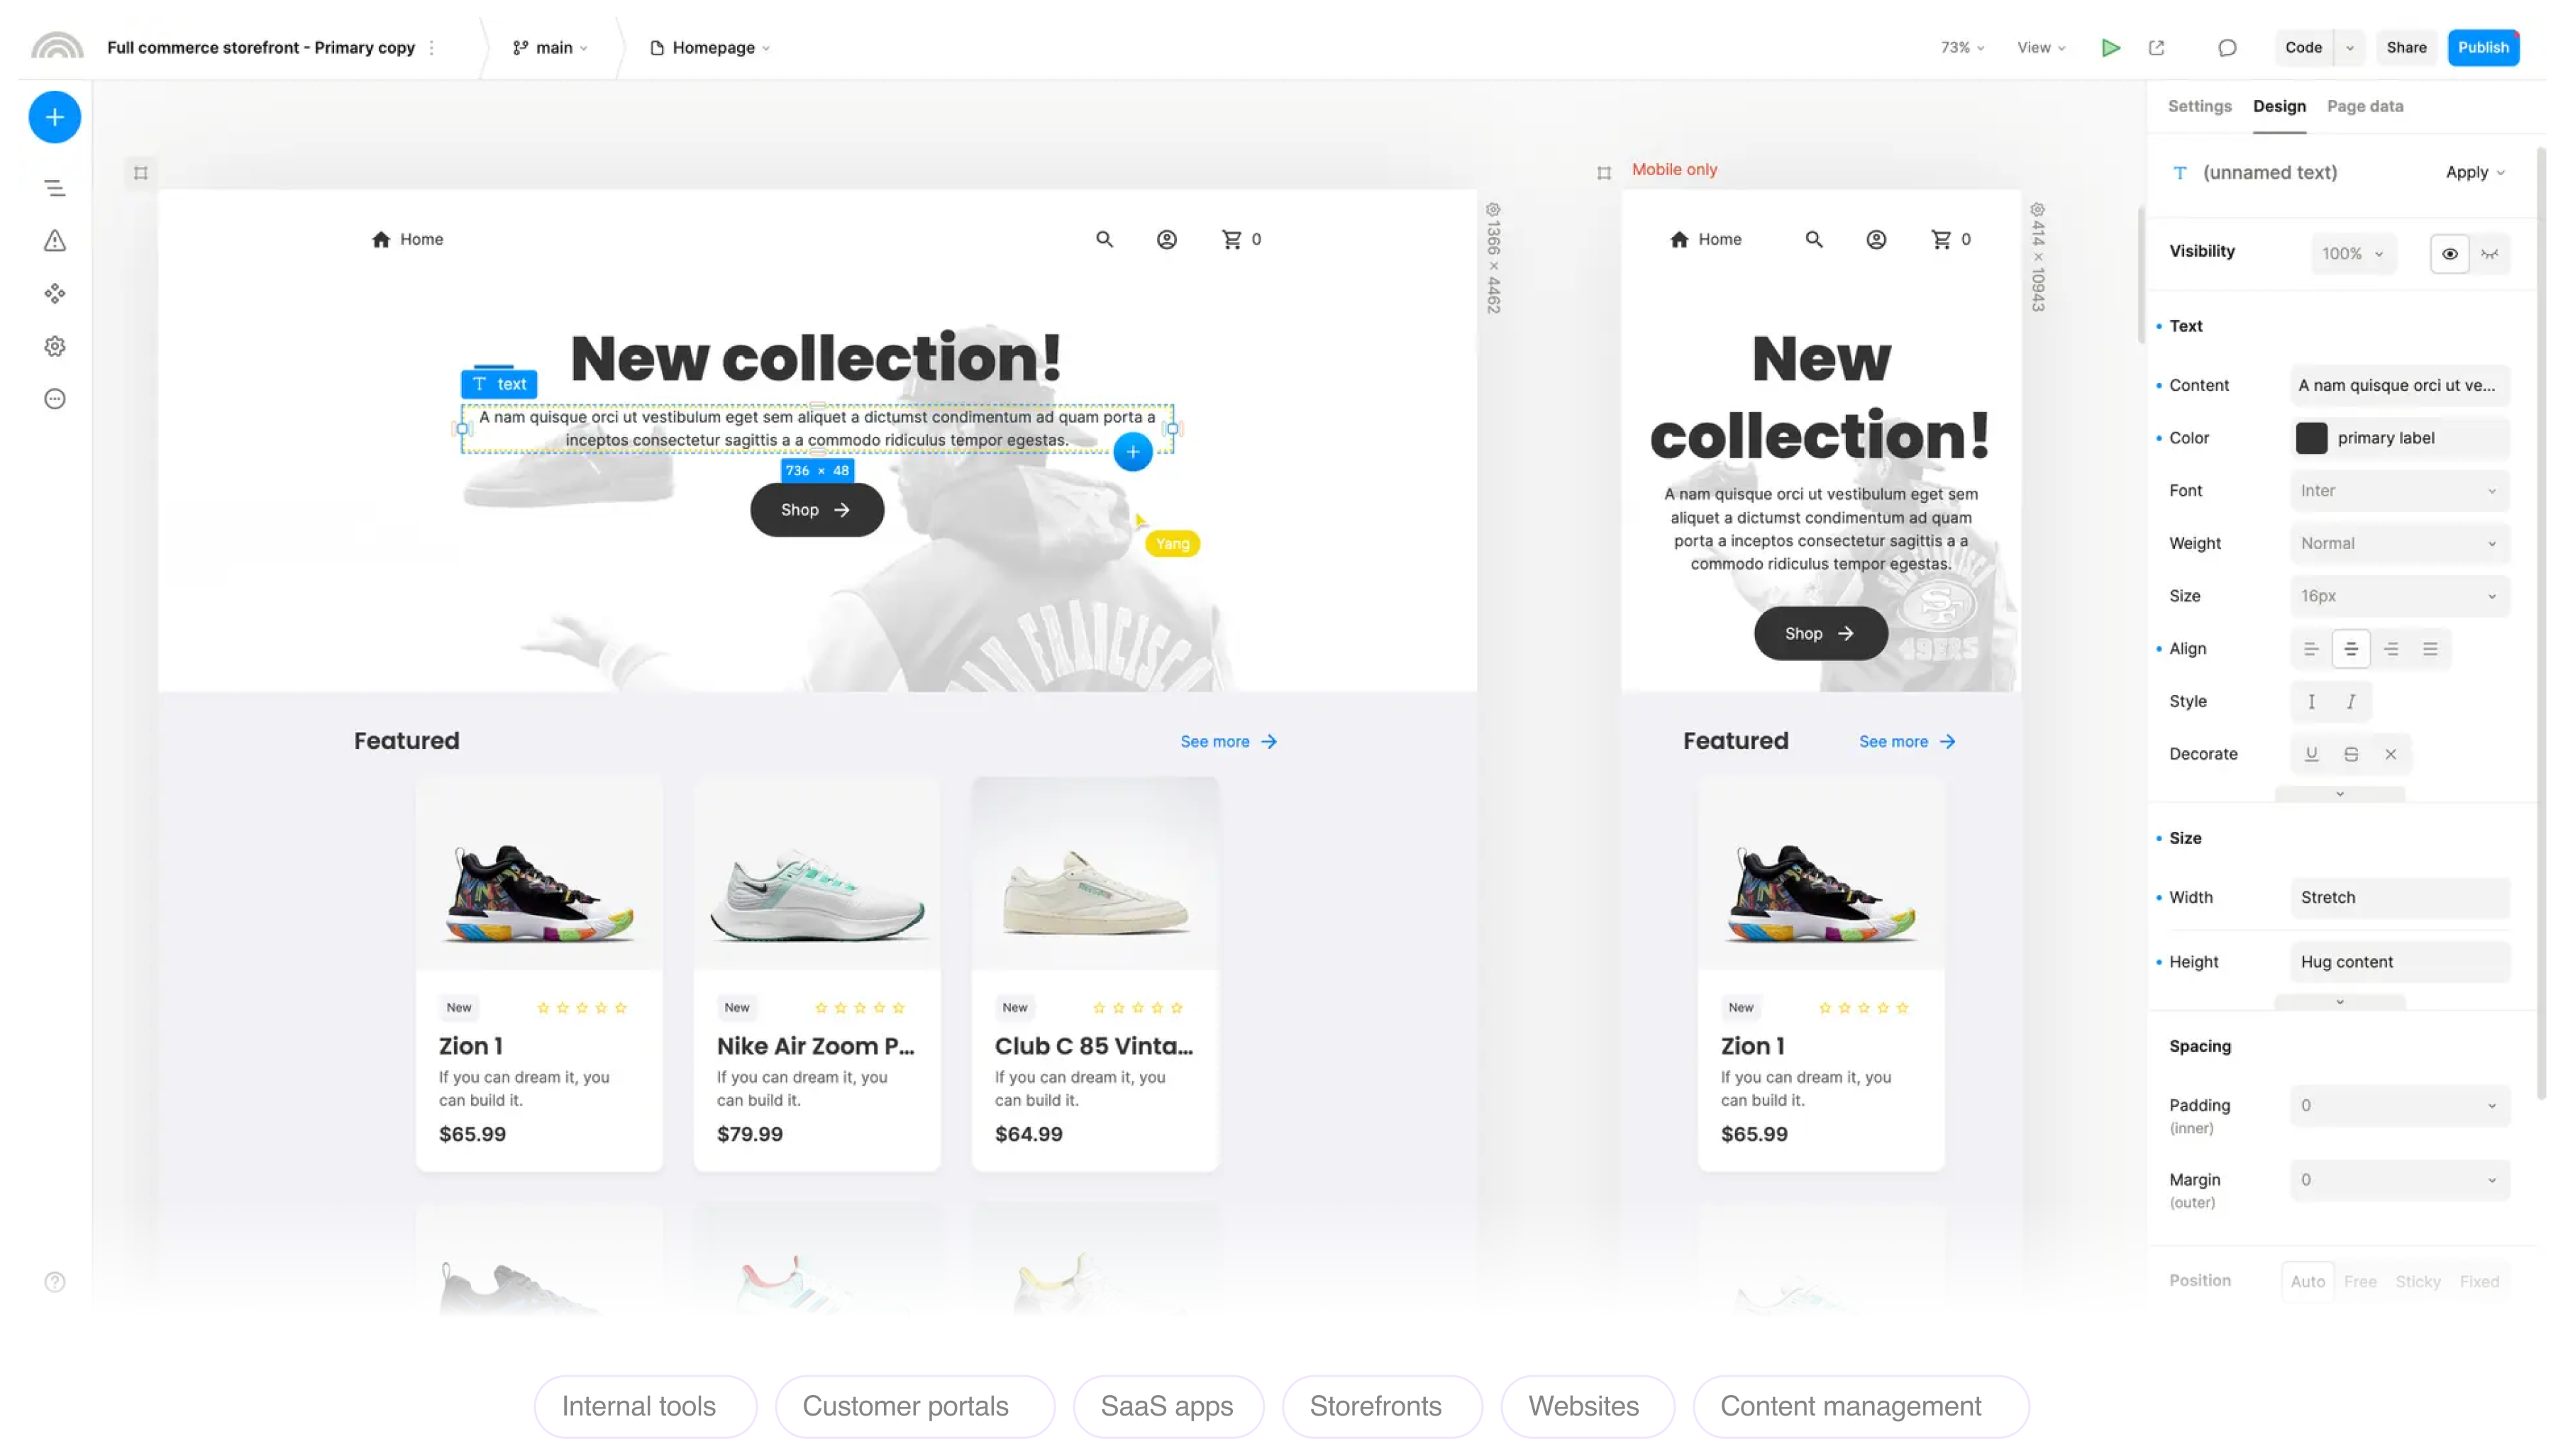 Full commerce storefront - Primary copy
main
Homepage
73%
View
Code
Share
Publish
Settings
Design
Page data
Mobile only
(unnamed text)
Apply
Home
0
1366 × 4462
Home
0
414 × 10943
Visibility
100%
New collection!
text
A nam quisque orci ut vestibulum eget sem aliquet a dictumst condimentum ad quam porta a
inceptos consectetur sagittis a a commodo ridiculus tempor egestas.
736 × 48
Shop
Yang
SAN FRANCISCO
New
collection!
A nam quisque orci ut vestibulum eget sem
aliquet a dictumst condimentum ad quam
porta a inceptos consectetur sagittis a a
commodo ridiculus tempor egestas.
SF
49ERS
Shop
Text
Content
A nam quisque orci ut ve...
Color
primary label
Font
Inter
Weight
Normal
Size
16px
Align
Style
Decorate
Featured
See more
Featured
See more
New
Zion 1
If you can dream it, you
can build it.
$65.99
New
Nike Air Zoom P...
If you can dream it, you
can build it.
$79.99
New
Club C 85 Vinta...
If you can dream it, you
can build it.
$64.99
New
Zion 1
If you can dream it, you
can build it.
$65.99
Size
Width
Stretch
Height
Hug content
Spacing
Padding
(inner)
0
Margin
(outer)
0
Position
Auto
Free
Sticky
Fixed
Internal tools
Customer portals
SaaS apps
Storefronts
Websites
Content management